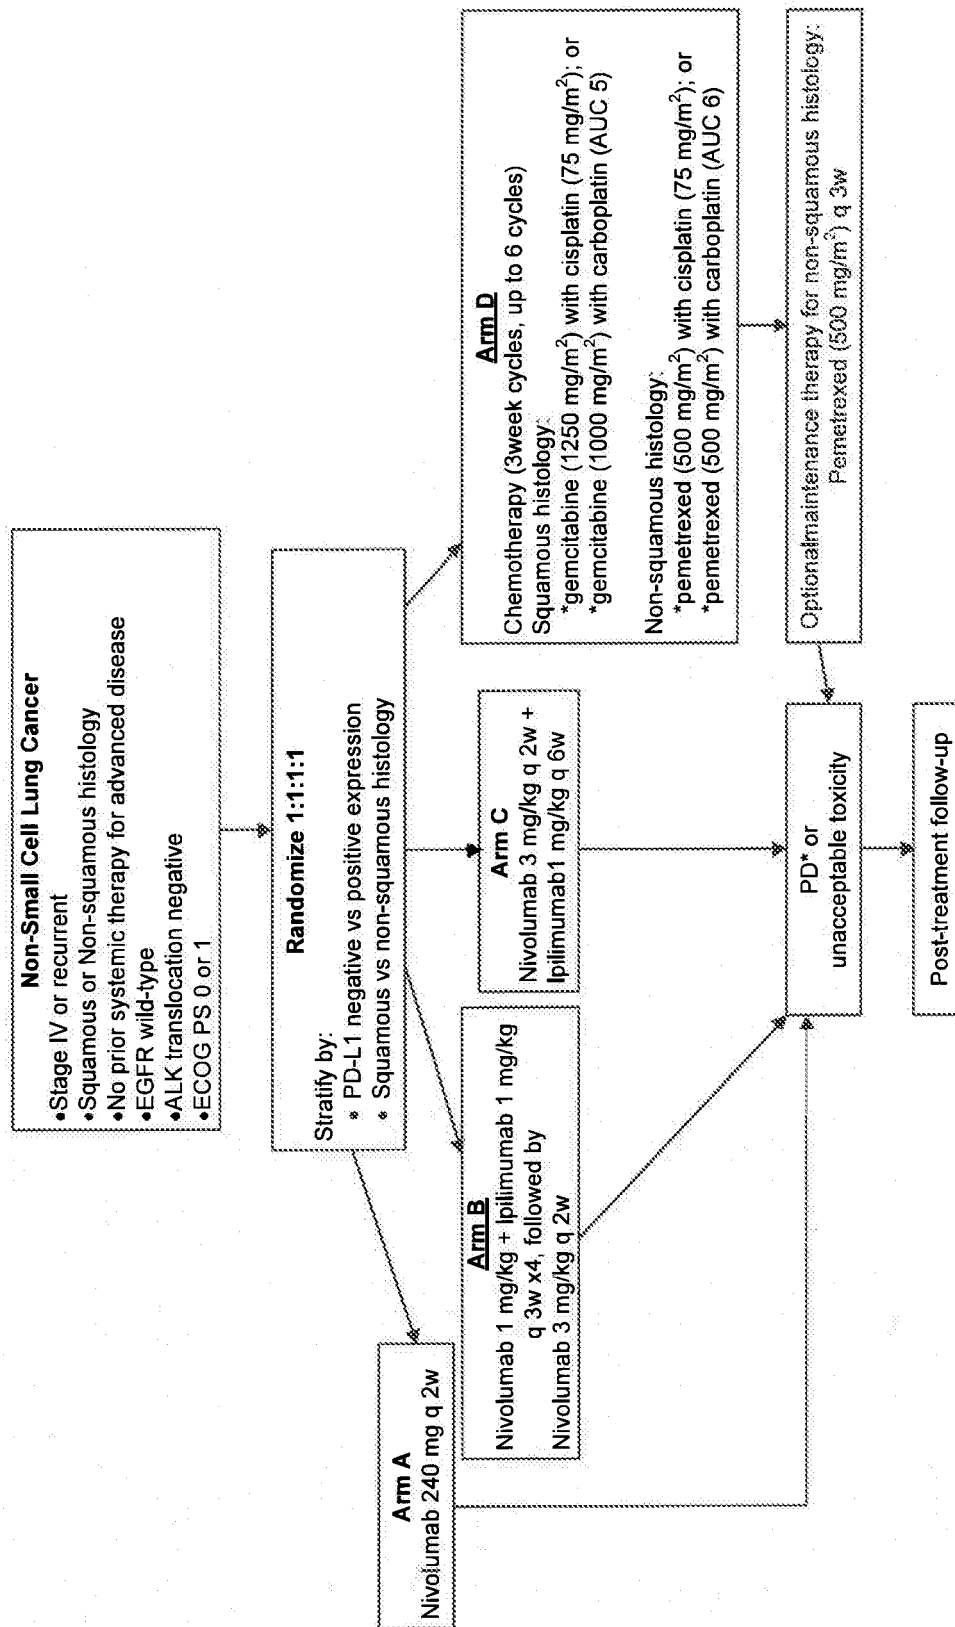 Non-Small Cell Lung Cancer
•Stage IV or recurrent
•Squamous or Non-squamous histology
•No prior systemic therapy for advanced disease
•EGFR wild-type
•ALK translocation negative
•ECOG PS 0 or 1
Randomize 1:1:1:1
Stratify by:
• PD-L1 negative vs positive expression
• Squamous vs non-squamous histology
Arm A
Nivolumab 240 mg q 2w
Arm B
Nivolumab 1 mg/kg + Ipilimumab 1 mg/kg
q 3w x4, followed by
Nivolumab 3 mg/kg q 2w
Arm C
Nivolumab 3 mg/kg q 2w +
Ipilimumab1 mg/kg q 6w
Arm D
Chemotherapy (3week cycles, up to 6 cycles)
Squamous histology:
*gemcitabine (1250 mg/m²) with cisplatin (75 mg/m²); or
*gemcitabine (1000 mg/m²) with carboplatin (AUC 5)
Non-squamous histology:
*pemetrexed (500 mg/m²) with cisplatin (75 mg/m²); or
*pemetrexed (500 mg/m²) with carboplatin (AUC 6)
Optionalmaintenance therapy for non-squamous histology:
Pemetrexed (500 mg/m²) q 3w
PD* or
unacceptable toxicity
Post-treatment follow-up